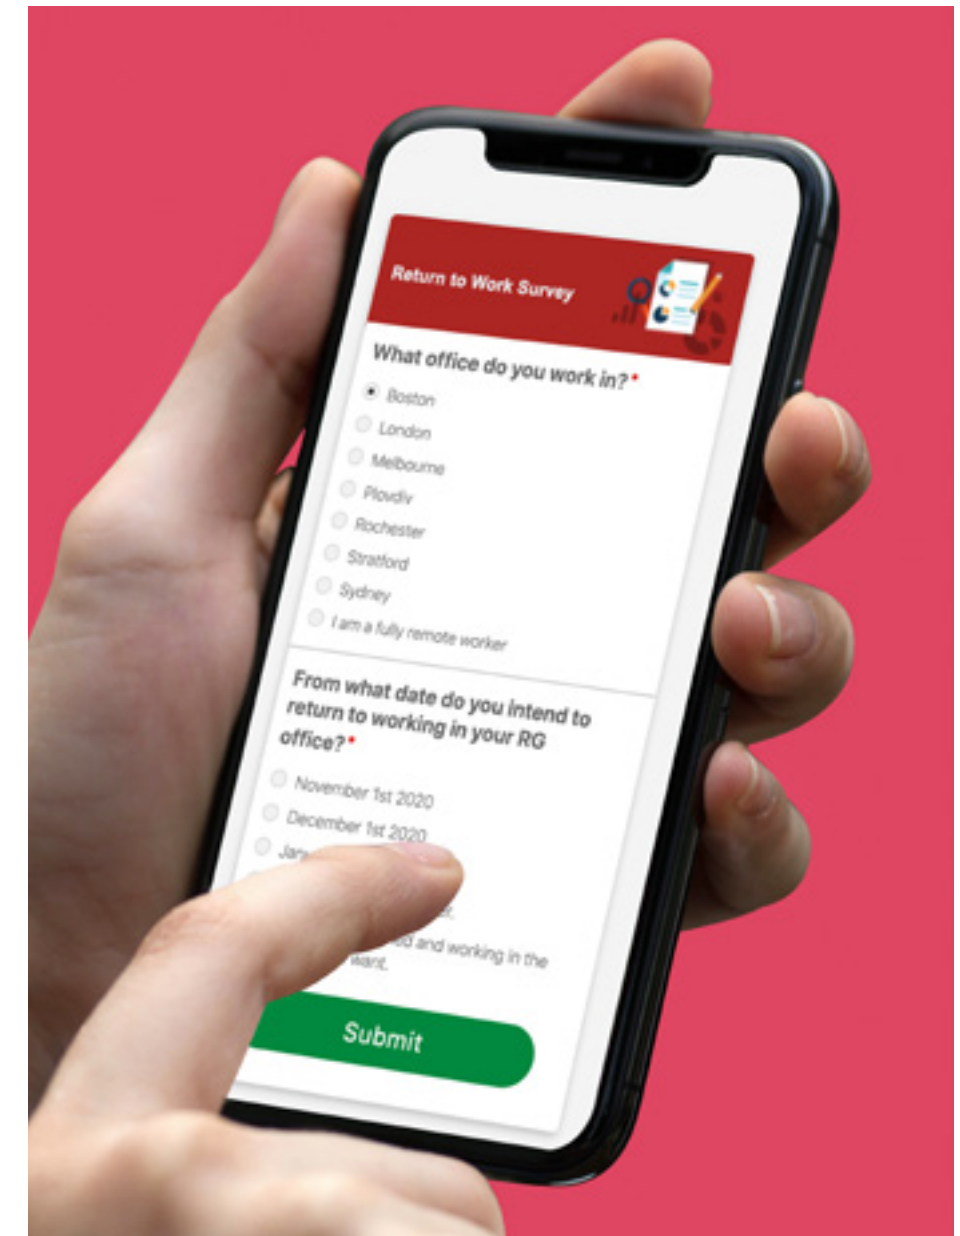 Return to Work Survey
What office do you work in?*
Boston
London
Melbourne
Plovdiv
Rochester
Stratford
Sydney
I am a fully remote worker
From what date do you intend to
return to working in your RG
office?*
November 1st 2020
December 1st 2020
and working in the
want.
Submit